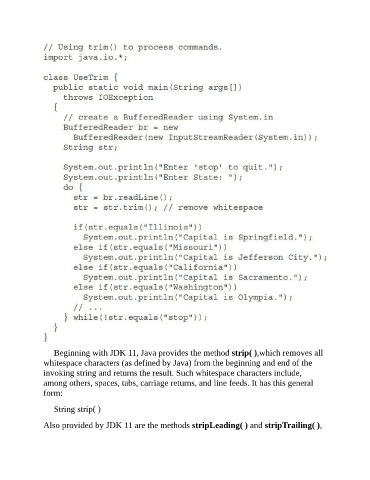 // Using trim() to process commands.
import java.io.*;
class UseTrim {
public static void main(String args[])
throws IOException
{
// create a BufferedReader using System.in
BufferedReader br = new
BufferedReader(new InputStreamReader(System.in));
String str;
System.out.println("Enter 'stop' to quit.");
System.out.println("Enter State: ");
do {
str = br.readLine();
str = str.trim(); // remove whitespace
if(str.equals("Illinois"))
System.out.println("Capital is Springfield.");
else if(str.equals("Missouri"))
System.out.println("Capital is Jefferson City.");
else if(str.equals("California"))
System.out.println("Capital is Sacramento.");
else if(str.equals("Washington"))
System.out.println("Capital is Olympia.");
// ...
} while(!str.equals("stop"));
}
}
Beginning with JDK 11, Java provides the method strip( ),which removes all
whitespace characters (as defined by Java) from the beginning and end of the
invoking string and returns the result. Such whitespace characters include,
among others, spaces, tabs, carriage returns, and line feeds. It has this general
form:
String strip( )
Also provided by JDK 11 are the methods stripLeading( ) and stripTrailing( ),